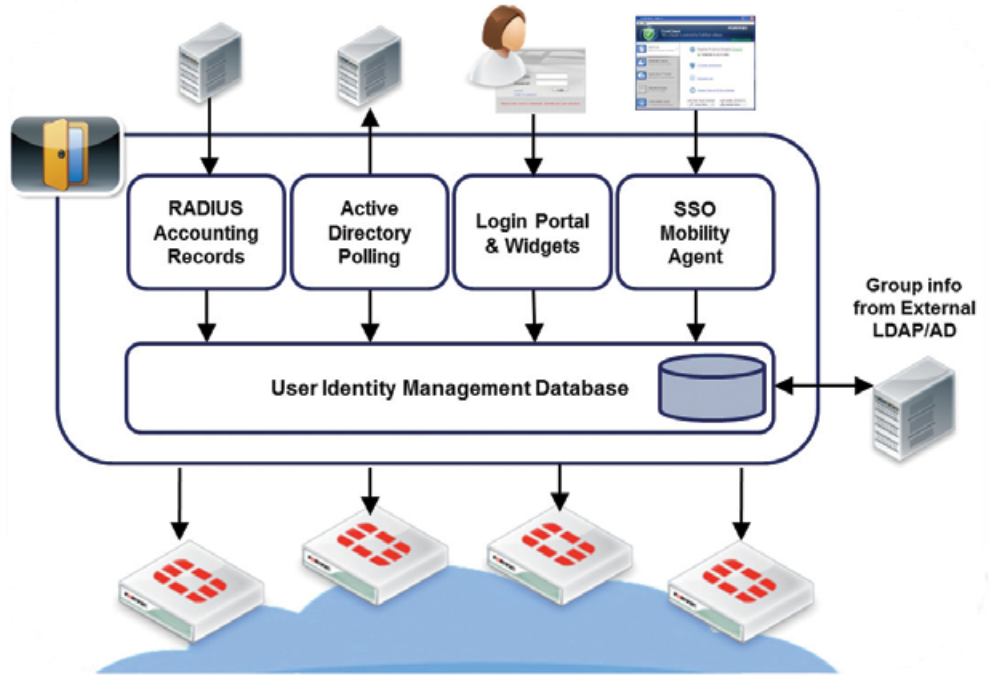 RADIUS
Accounting
Records
Active
Directory
Polling
Login Portal
& Widgets
SSO
Mobility
Agent
Group info
from External
LDAP/AD
User Identity Management Database